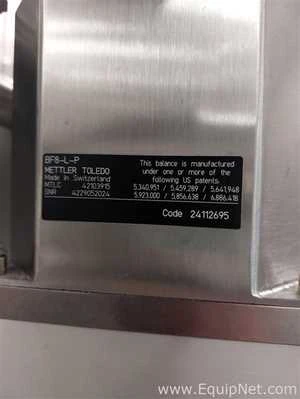 BF8-L-P
METTLER TOLEDO
Made in Switzerland
MTLC 42103915
SNR 4229052024
This balance is manufactured
under one or more of the
following US patents.
5.340.951 / 5.459.289 / 5.641.948
5.923.000 / 5.856.638 / 6.886.418
Code 24112695
www.EquipNet.com